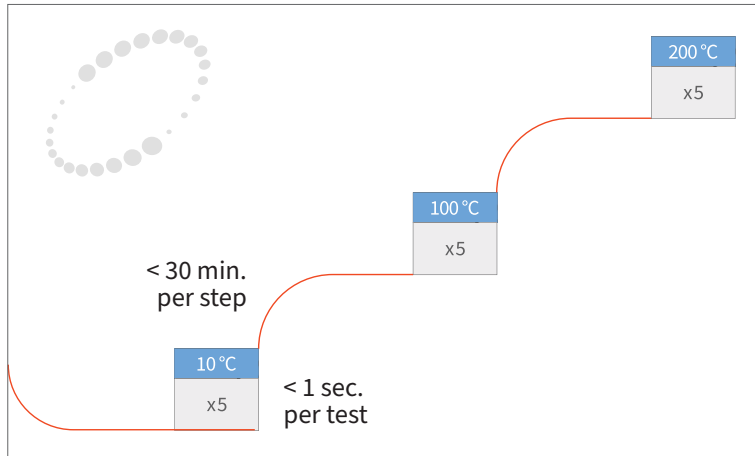 200 °C
x5
100 °C
x5
< 30 min.
per step
10 °C
x5
< 1 sec.
per test